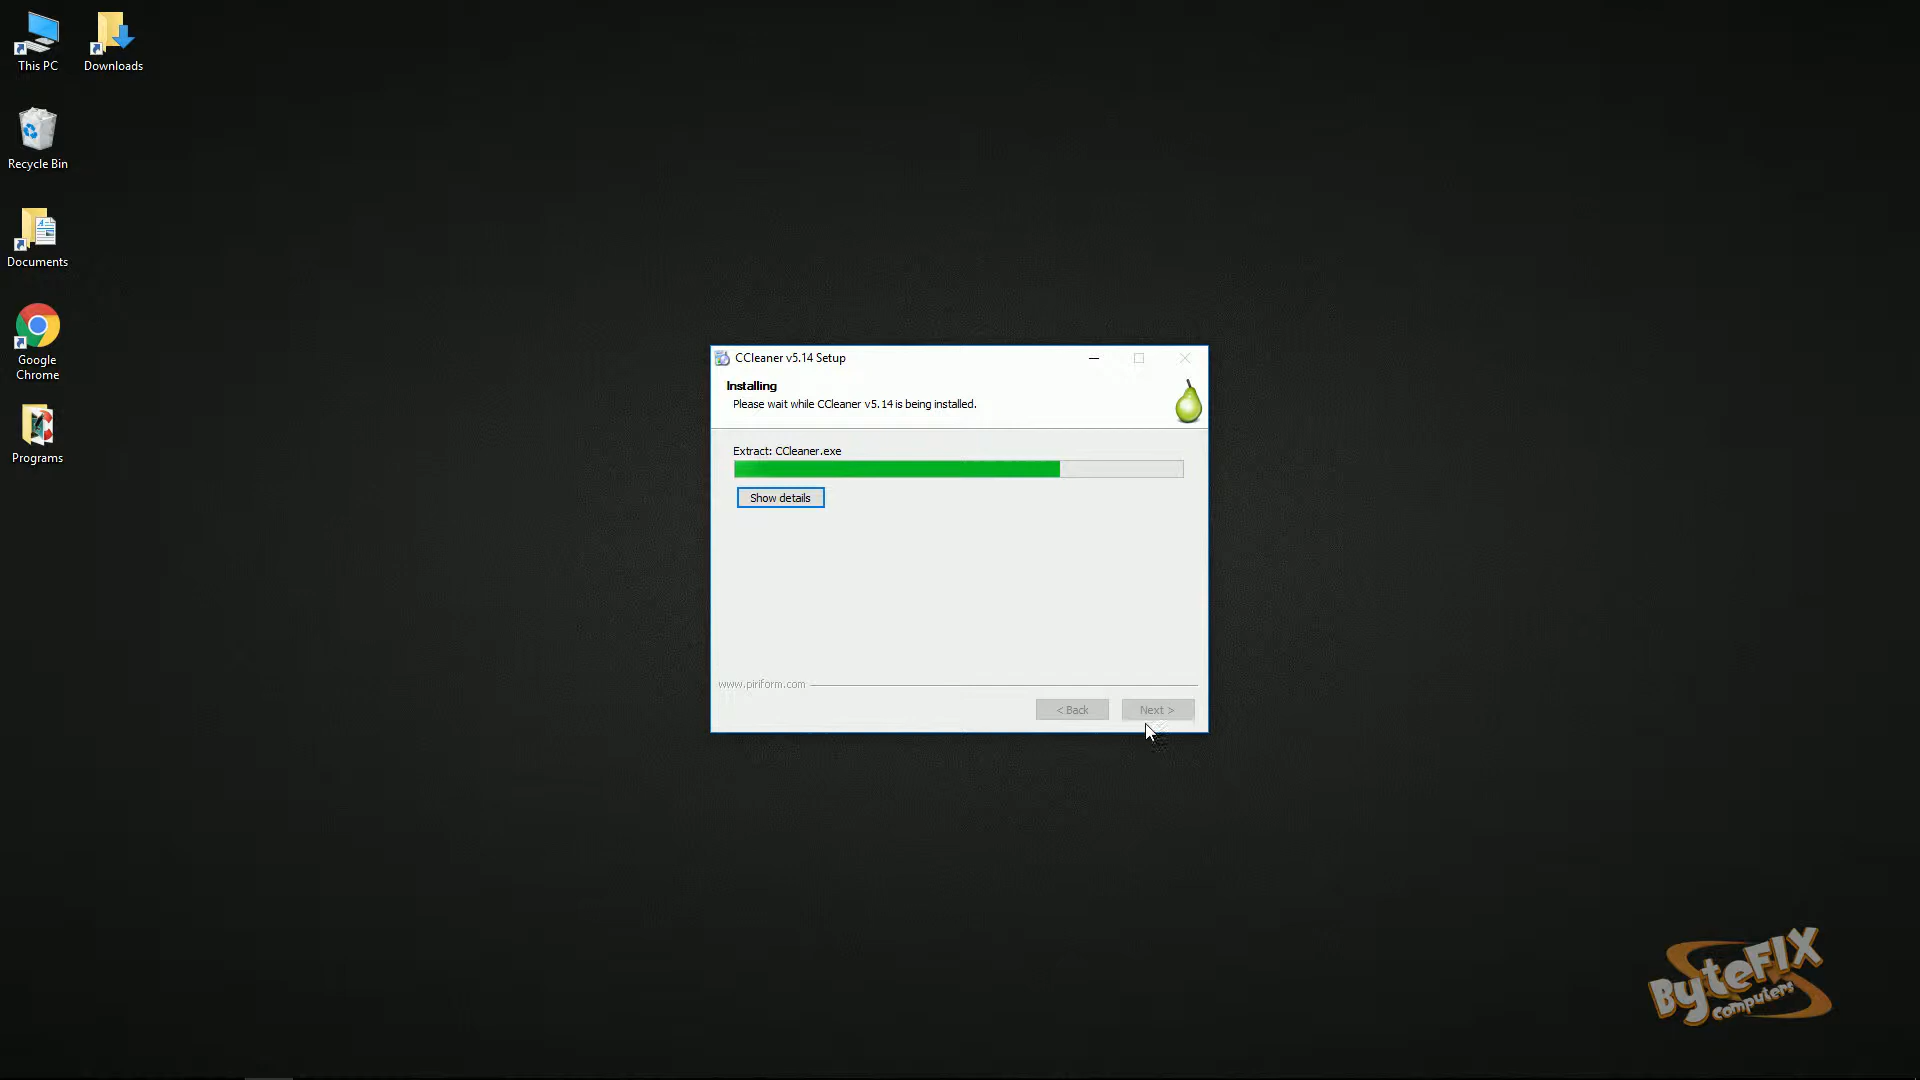 This PC
Downloads
Recycle Bin
Documents
Google
Chrome
Programs
CCleaner v5.14 Setup
Installing
Please wait while CCleaner v5.14 is being installed.
Extract: CCleaner.exe
Show details
www.piriform.com
< Back
Next >
ByteFIX
Computers